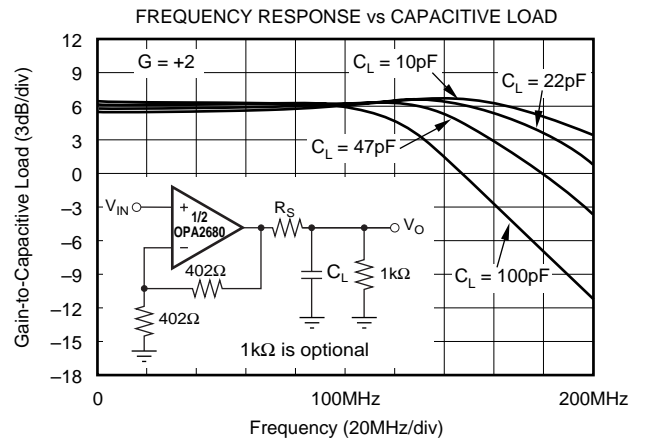 FREQUENCY RESPONSE vs CAPACITIVE LOAD
12
9
6
3
0
–3
–6
–9
–12
–15
–18
Gain-to-Capacitive Load (3dB/div)
G = +2
C_L = 10pF
C_L = 22pF
C_L = 47pF
C_L = 100pF
V_IN
+
1/2
OPA2680
–
R_S
V_O
402Ω
402Ω
C_L
1kΩ
1kΩ is optional
0
100MHz
200MHz
Frequency (20MHz/div)